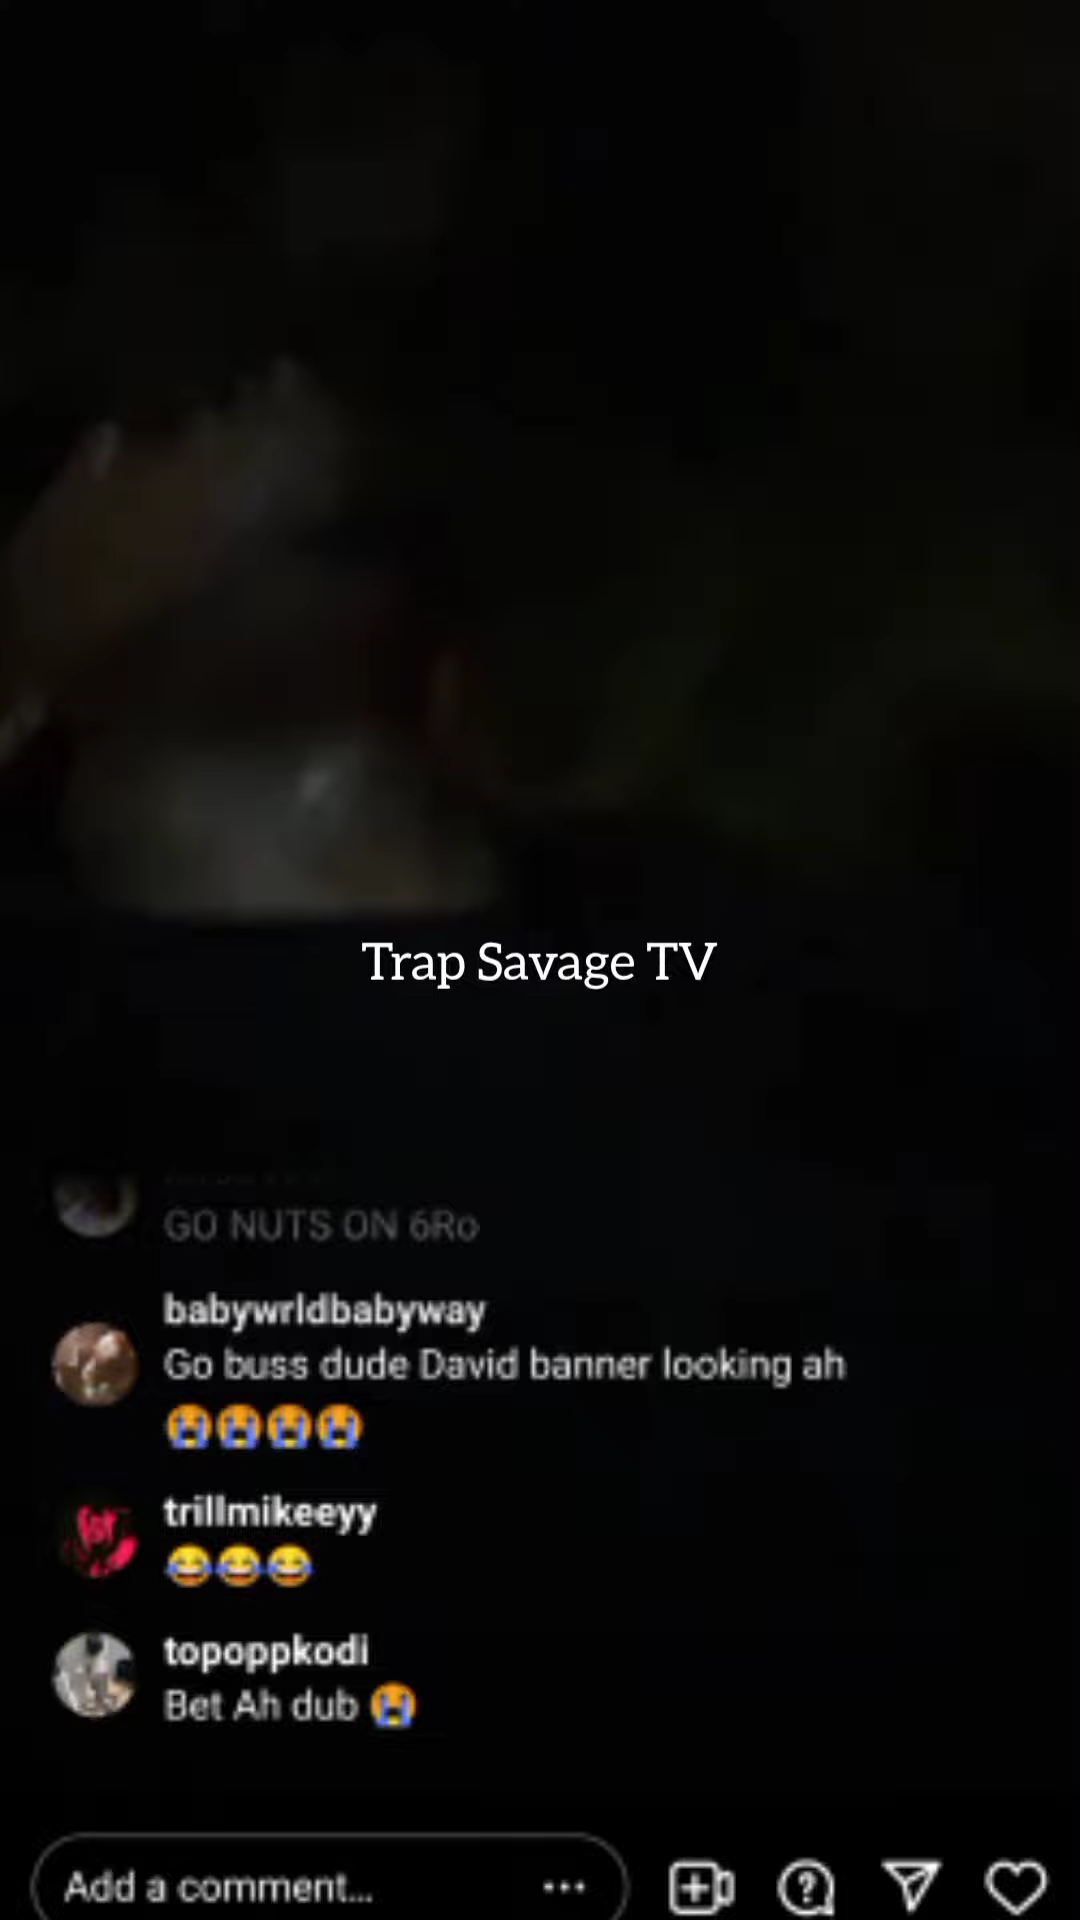 Trap Savage TV
GO NUTS ON 6Ro
babywrldbabyway
Go buss dude David banner looking ah
😭😭😭😭
trillmikeeyy
😂😂😂
topoppkodi
Bet Ah dub 😭
Add a comment...